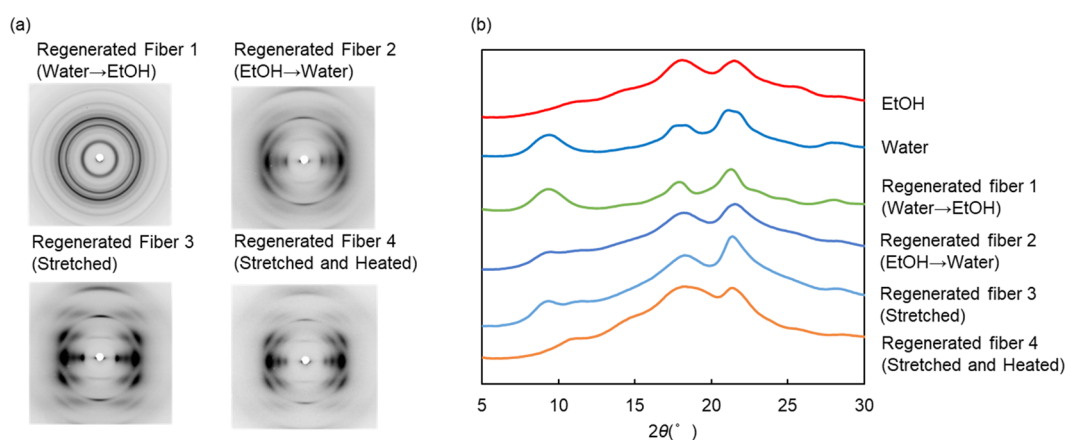 (a)
Regenerated Fiber 1
(Water→EtOH)
Regenerated Fiber 2
(EtOH→Water)
Regenerated Fiber 3
(Stretched)
Regenerated Fiber 4
(Stretched and Heated)
(b)
EtOH
Water
Regenerated fiber 1
(Water→EtOH)
Regenerated fiber 2
(EtOH→Water)
Regenerated fiber 3
(Stretched)
Regenerated fiber 4
(Stretched and Heated)
5 10 15 20 25 30
2θ(°)